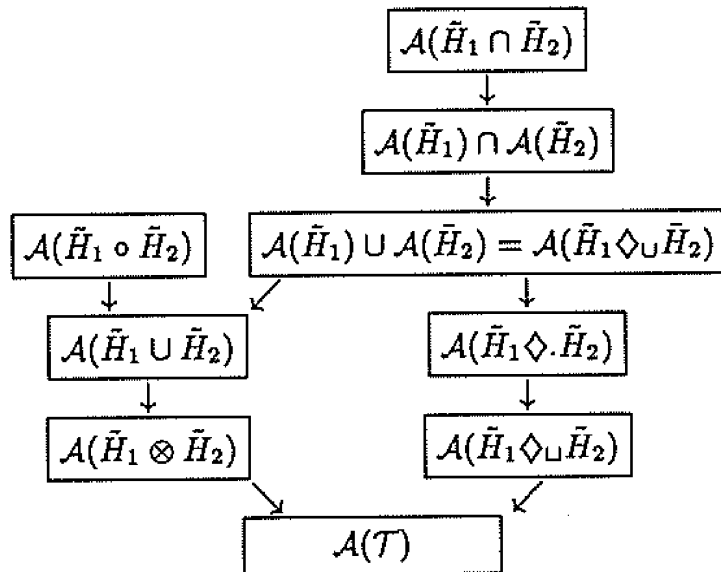 𝒜(H̃₁ ∩ H̃₂)
𝒜(H̃₁) ∩ 𝒜(H̃₂)
𝒜(H̃₁ ∘ H̃₂)
𝒜(H̃₁) ∪ 𝒜(H̃₂) = 𝒜(H̃₁◇∪H̃₂)
𝒜(H̃₁ ∪ H̃₂)
𝒜(H̃₁◇.H̃₂)
𝒜(H̃₁ ⊗ H̃₂)
𝒜(H̃₁◇⊔H̃₂)
𝒜(𝒯)